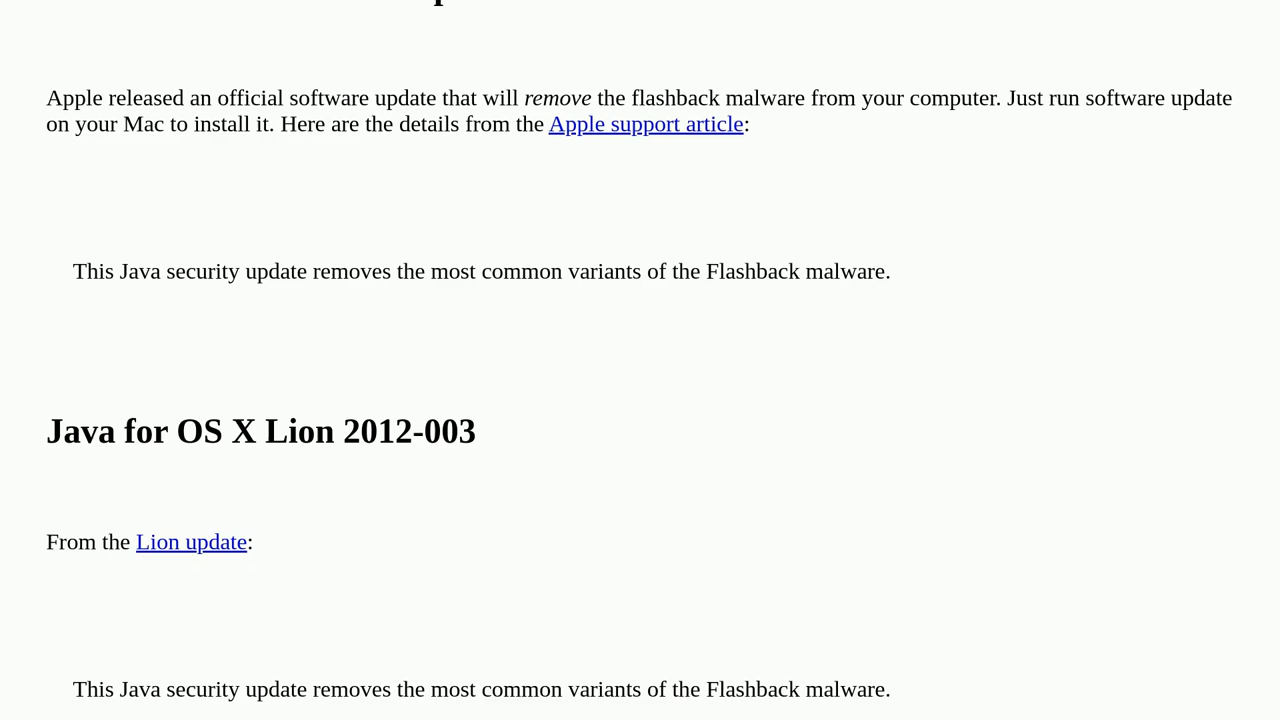 Apple released an official software update that will remove the flashback malware from your computer. Just run software update
on your Mac to install it. Here are the details from the Apple support article:
This Java security update removes the most common variants of the Flashback malware.
Java for OS X Lion 2012-003
From the Lion update:
This Java security update removes the most common variants of the Flashback malware.